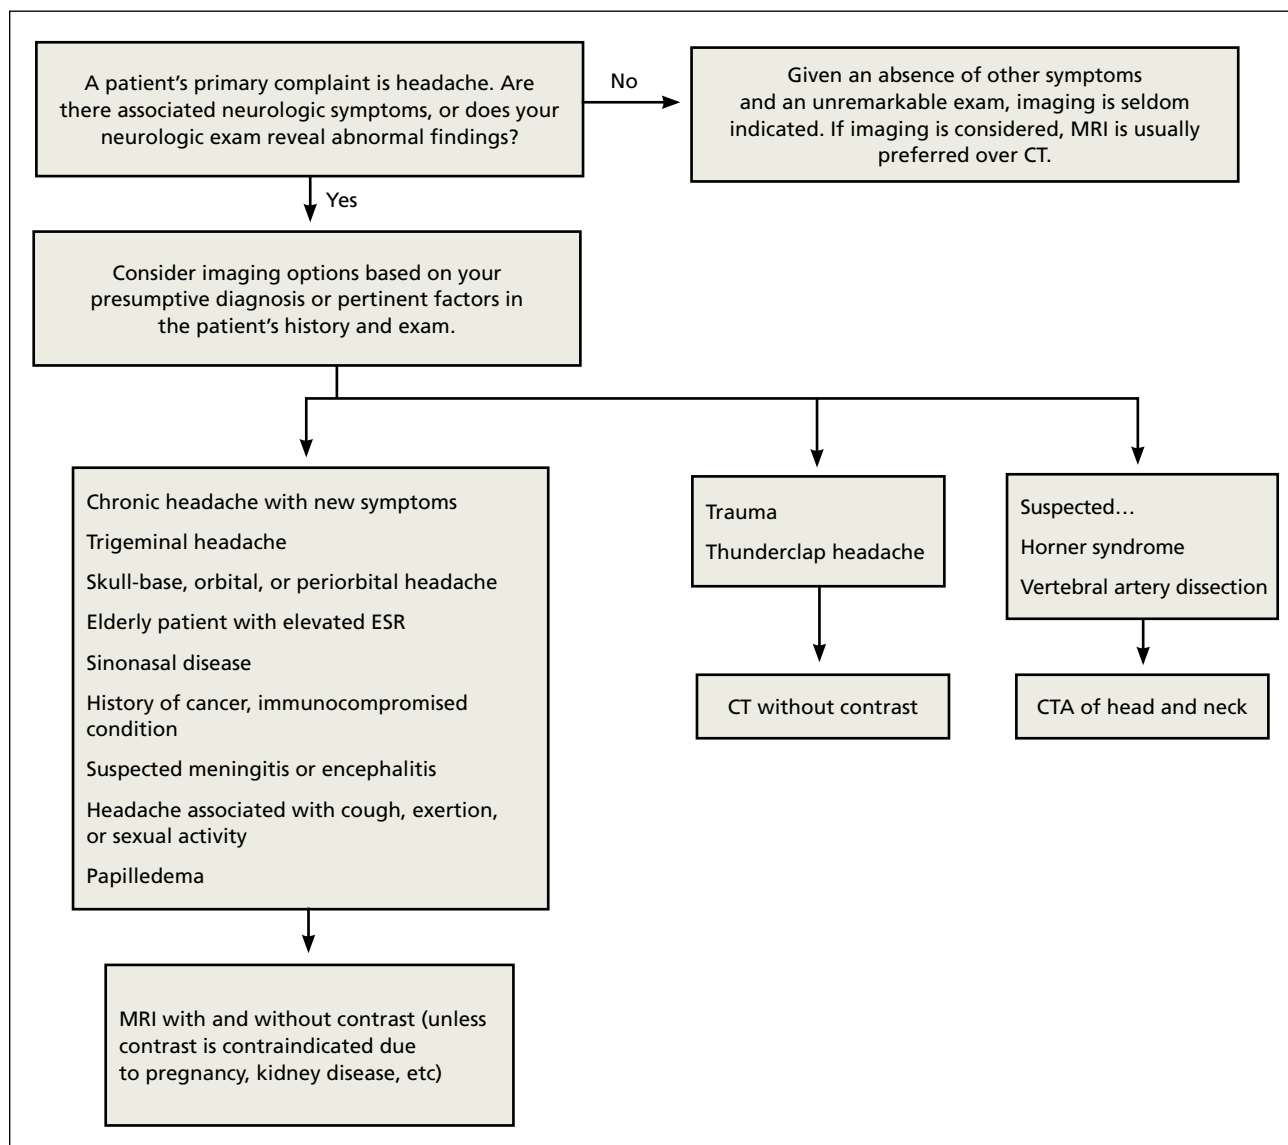 A patient’s primary complaint is headache. Are
there associated neurologic symptoms, or does your
neurologic exam reveal abnormal findings?
No
Given an absence of other symptoms
and an unremarkable exam, imaging is seldom
indicated. If imaging is considered, MRI is usually
preferred over CT.
Yes
Consider imaging options based on your
presumptive diagnosis or pertinent factors in
the patient’s history and exam.
Chronic headache with new symptoms
Trigeminal headache
Skull-base, orbital, or periorbital headache
Elderly patient with elevated ESR
Sinonasal disease
History of cancer, immunocompromised
condition
Suspected meningitis or encephalitis
Headache associated with cough, exertion,
or sexual activity
Papilledema
MRI with and without contrast (unless
contrast is contraindicated due
to pregnancy, kidney disease, etc)
Trauma
Thunderclap headache
CT without contrast
Suspected…
Horner syndrome
Vertebral artery dissection
CTA of head and neck